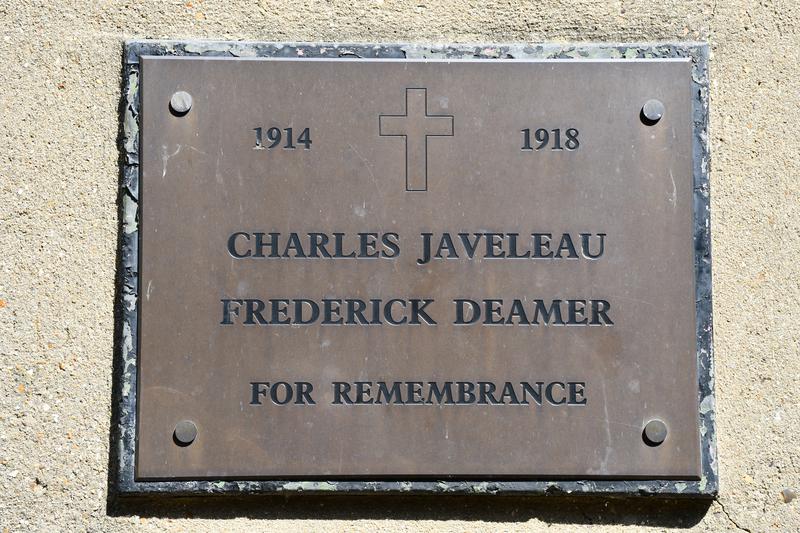 1914 1918
CHARLES JAVELEAU
FREDERICK DEAMER
FOR REMEMBRANCE